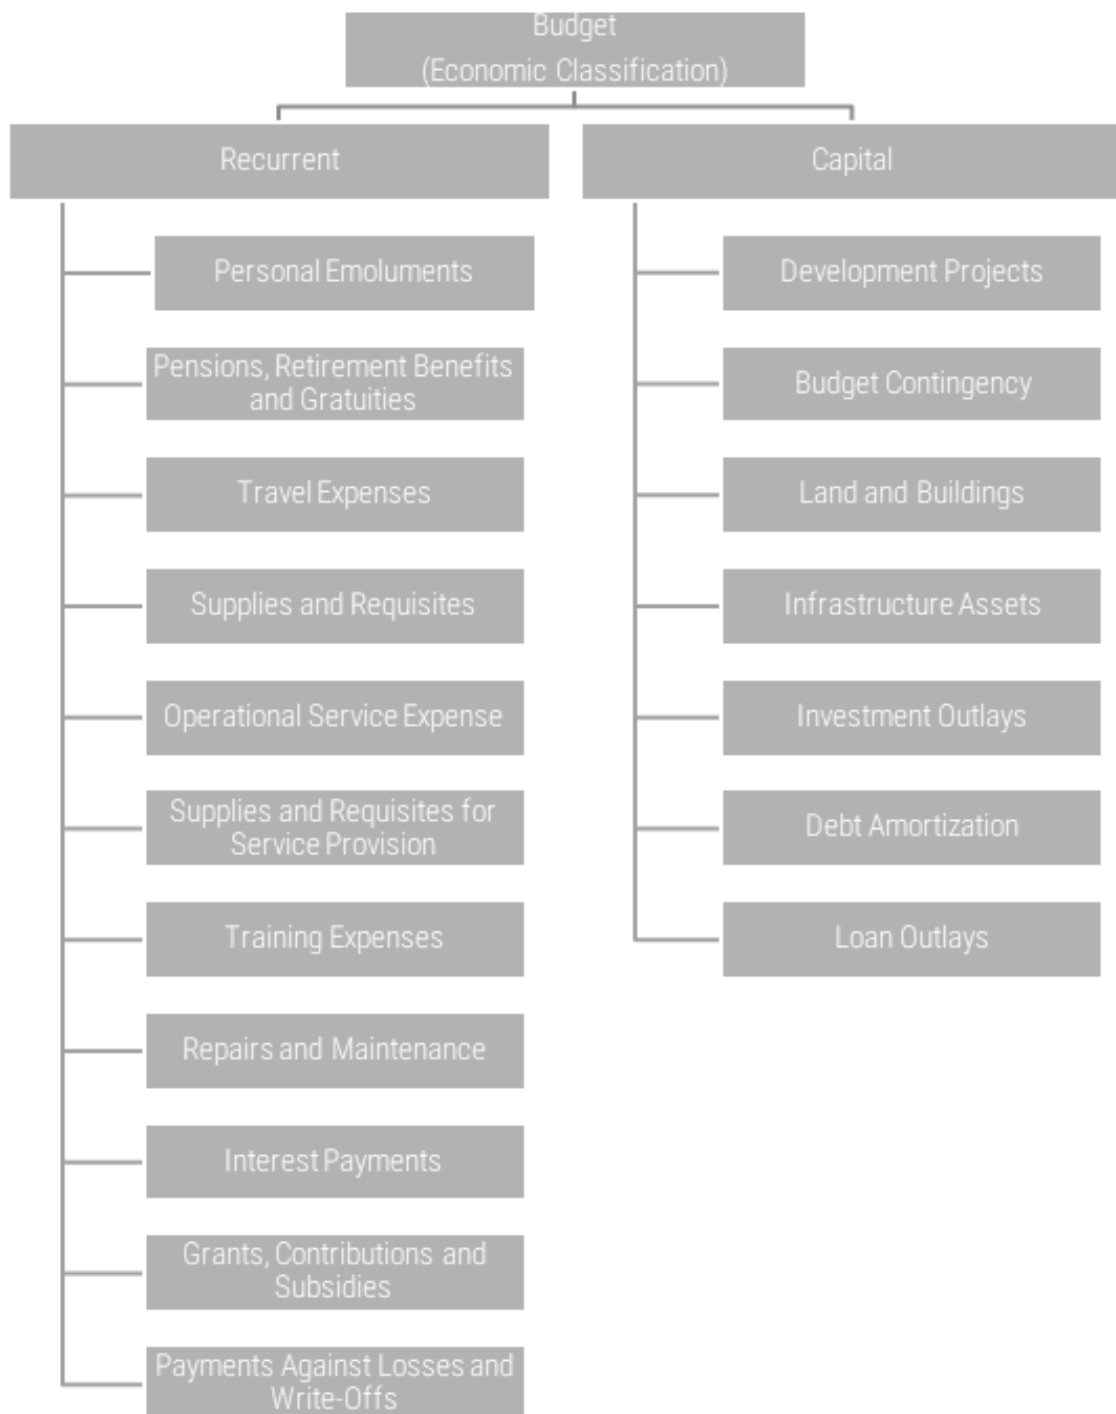 Budget
(Economic Classification)
Recurrent
Capital
Personal Emoluments
Pensions, Retirement Benefits
and Gratuities
Travel Expenses
Supplies and Requisites
Operational Service Expense
Supplies and Requisites for
Service Provision
Training Expenses
Repairs and Maintenance
Interest Payments
Grants, Contributions and
Subsidies
Payments Against Losses and
Write-Offs
Development Projects
Budget Contingency
Land and Buildings
Infrastructure Assets
Investment Outlays
Debt Amortization
Loan Outlays